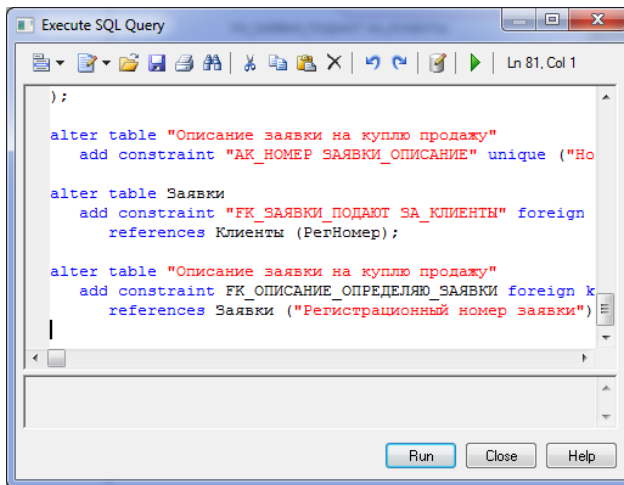 Execute SQL Query
Ln 81, Col 1
);
alter table "Описание заявки на куплю продажу"
add constraint "АК_НОМЕР ЗАЯВКИ_ОПИСАНИЕ" unique ("Но
alter table Заявки
add constraint "FK_ЗАЯВКИ_ПОДАЮТ ЗА_КЛИЕНТЫ" foreign
references Клиенты (РегНомер);
alter table "Описание заявки на куплю продажу"
add constraint FK_ОПИСАНИЕ_ОПРЕДЕЛЯЮ_ЗАЯВКИ foreign k
references Заявки ("Регистрационный номер заявки")
Run Close Help